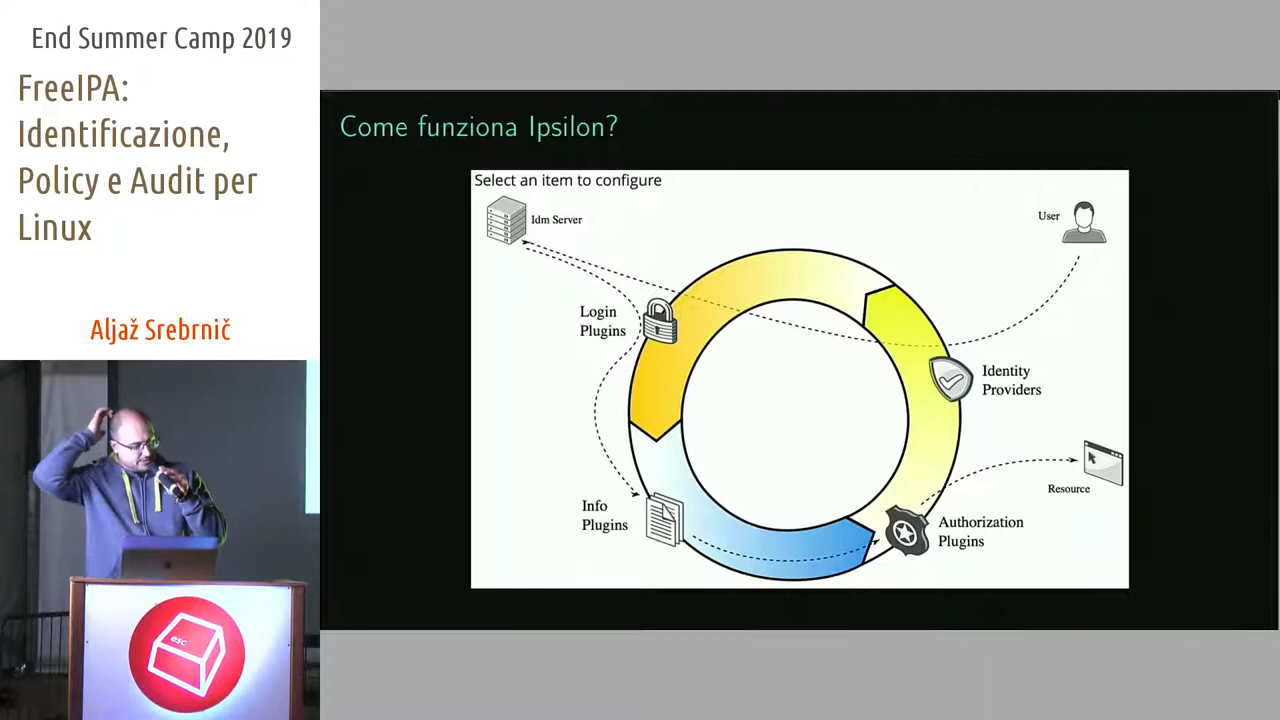 End Summer Camp 2019
FreeIPA:
Identificazione,
Policy e Audit per
Linux
Aljaž Srebrnič
esc
Come funziona Ipsilon?
Select an item to configure
Idm Server
User
Login
Plugins
Identity
Providers
Resource
Info
Plugins
Authorization
Plugins